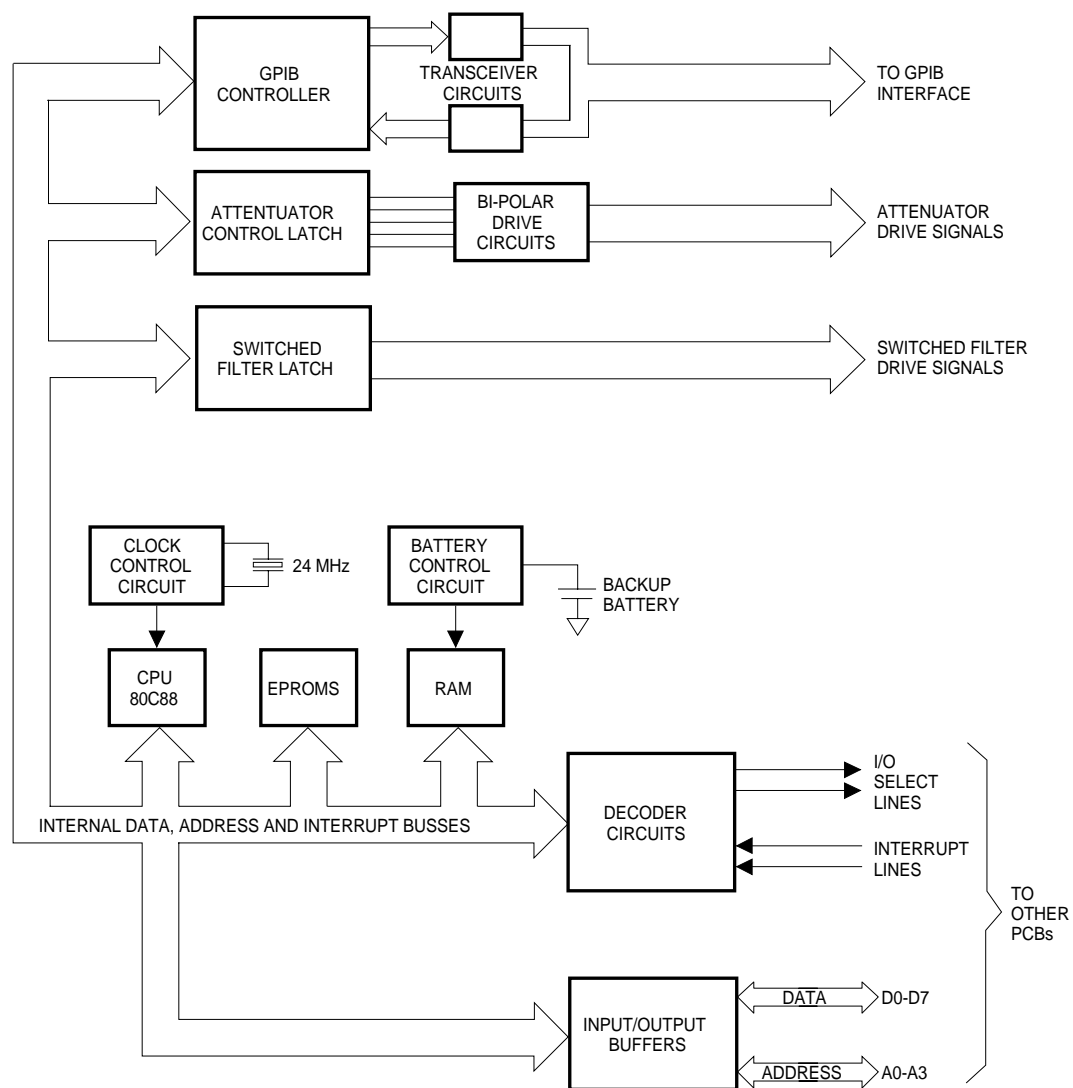 GPIB
CONTROLLER
TRANSCEIVER
CIRCUITS
TO GPIB
INTERFACE
ATTENTUATOR
CONTROL LATCH
BI-POLAR
DRIVE
CIRCUITS
ATTENUATOR
DRIVE SIGNALS
SWITCHED
FILTER LATCH
SWITCHED FILTER
DRIVE SIGNALS
CLOCK
CONTROL
CIRCUIT
24 MHz
BATTERY
CONTROL
CIRCUIT
BACKUP
BATTERY
CPU
80C88
EPROMS
RAM
INTERNAL DATA, ADDRESS AND INTERRUPT BUSSES
DECODER
CIRCUITS
I/O
SELECT
LINES
INTERRUPT
LINES
TO
OTHER
PCBs
INPUT/OUTPUT
BUFFERS
DATA
D0-D7
ADDRESS
A0-A3